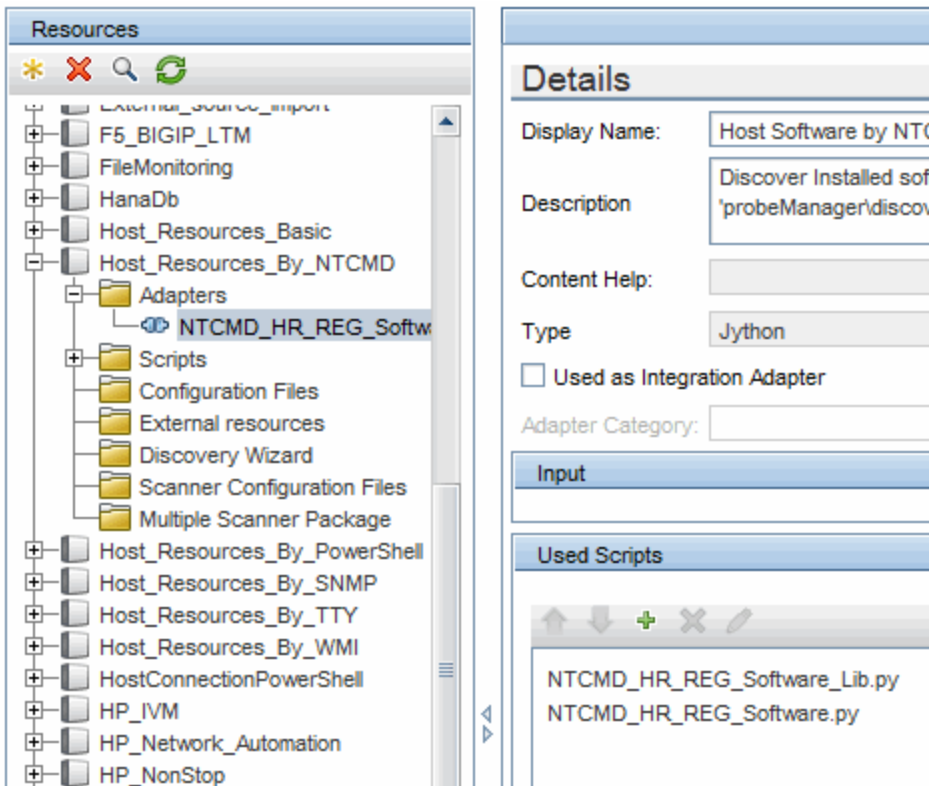 Resources
External_source_import
F5_BIGIP_LTM
FileMonitoring
HanaDb
Host_Resources_Basic
Host_Resources_By_NTCMD
Adapters
NTCMD_HR_REG_Softwa
Scripts
Configuration Files
External resources
Discovery Wizard
Scanner Configuration Files
Multiple Scanner Package
Host_Resources_By_PowerShell
Host_Resources_By_SNMP
Host_Resources_By_TTY
Host_Resources_By_WMI
HostConnectionPowerShell
HP_IVM
HP_Network_Automation
HP_NonStop
Details
Display Name: Host Software by NTC
Description
Discover Installed sof
'probeManager\discov
Content Help:
Type Jython
Used as Integration Adapter
Adapter Category:
Input
Used Scripts
NTCMD_HR_REG_Software_Lib.py
NTCMD_HR_REG_Software.py